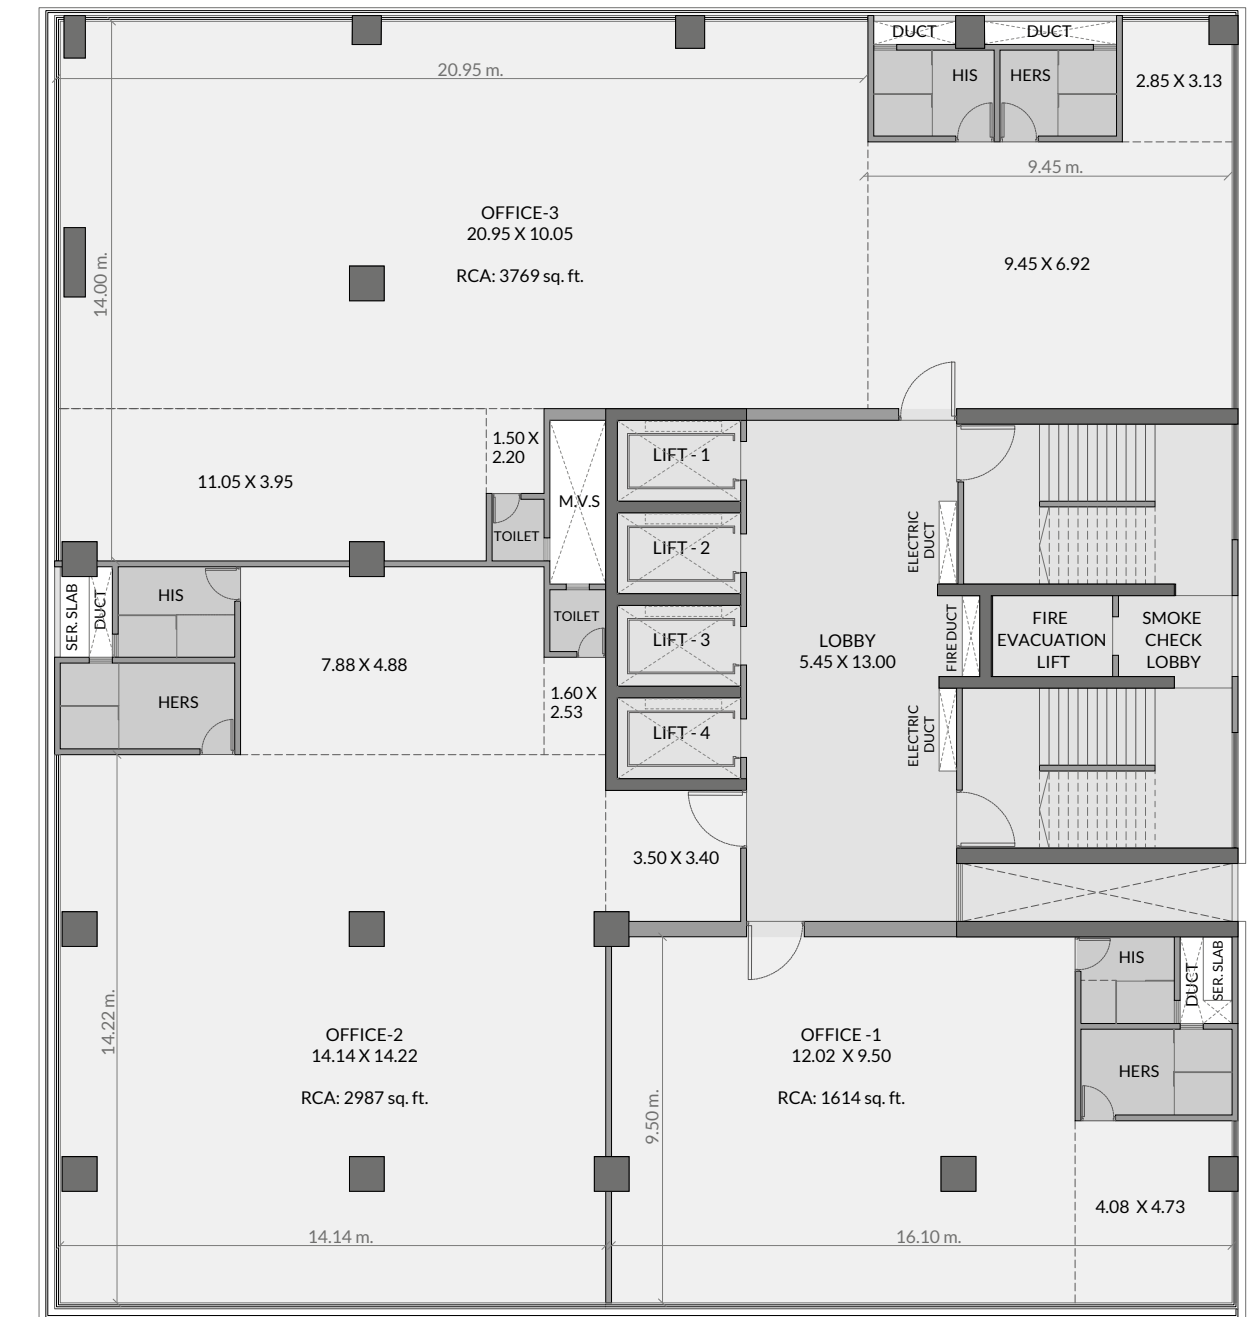 DUCT
DUCT
20.95 m.
HIS
HERS
2.85 X 3.13
9.45 m.
OFFICE-3
20.95 X 10.05
RCA: 3769 sq. ft.
14.00 m.
9.45 X 6.92
11.05 X 3.95
1.50 X
2.20
M.V.S
TOILET
LIFT - 1
LIFT - 2
LIFT - 3
LIFT - 4
ELECTRIC
DUCT
SER. SLAB
DUCT
HIS
HERS
7.88 X 4.88
TOILET
1.60 X
2.53
LOBBY
5.45 X 13.00
FIRE DUCT
FIRE
EVACUATION
LIFT
SMOKE
CHECK
LOBBY
ELECTRIC
DUCT
3.50 X 3.40
HIS
DUCT
SER. SLAB
HERS
14.22 m.
OFFICE-2
14.14 X 14.22
RCA: 2987 sq. ft.
OFFICE -1
12.02 X 9.50
RCA: 1614 sq. ft.
9.50 m.
4.08 X 4.73
14.14 m.
16.10 m.